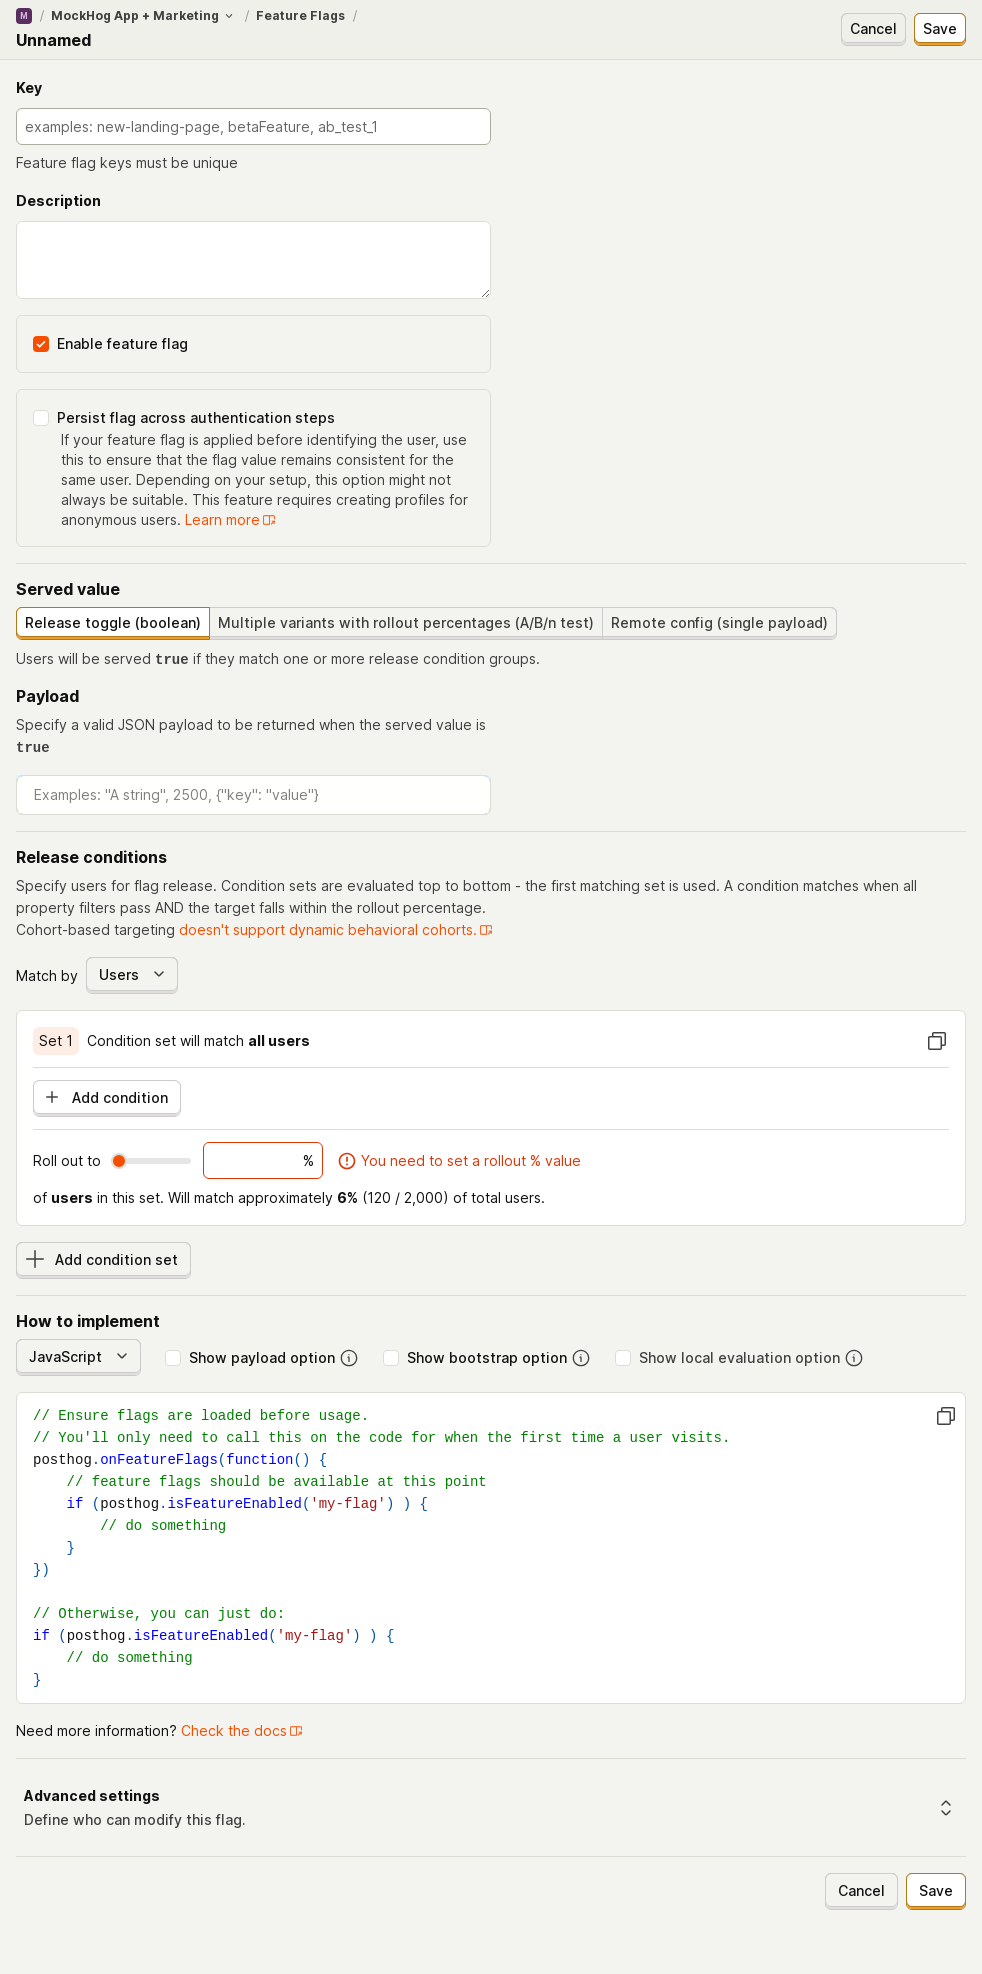 M / MockHog App + Marketing / Feature Flags /
Unnamed
Cancel
Save
Key
examples: new-landing-page, betaFeature, ab_test_1
Feature flag keys must be unique
Description
Enable feature flag
Persist flag across authentication steps
If your feature flag is applied before identifying the user, use
this to ensure that the flag value remains consistent for the
same user. Depending on your setup, this option might not
always be suitable. This feature requires creating profiles for
anonymous users. Learn more
Served value
Release toggle (boolean)
Multiple variants with rollout percentages (A/B/n test)
Remote config (single payload)
Users will be served true if they match one or more release condition groups.
Payload
Specify a valid JSON payload to be returned when the served value is
true
Examples: "A string", 2500, {"key": "value"}
Release conditions
Specify users for flag release. Condition sets are evaluated top to bottom - the first matching set is used. A condition matches when all
property filters pass AND the target falls within the rollout percentage.
Cohort-based targeting doesn't support dynamic behavioral cohorts.
Match by Users
Set 1 Condition set will match all users
Add condition
Roll out to % You need to set a rollout % value
of users in this set. Will match approximately 6% (120 / 2,000) of total users.
Add condition set
How to implement
JavaScript
Show payload option
Show bootstrap option
Show local evaluation option
// Ensure flags are loaded before usage.
// You'll only need to call this on the code for when the first time a user visits.
posthog.onFeatureFlags(function() {
    // feature flags should be available at this point
    if (posthog.isFeatureEnabled('my-flag') ) {
        // do something
    }
})
// Otherwise, you can just do:
if (posthog.isFeatureEnabled('my-flag') ) {
    // do something
}
Need more information? Check the docs
Advanced settings
Define who can modify this flag.
Cancel
Save